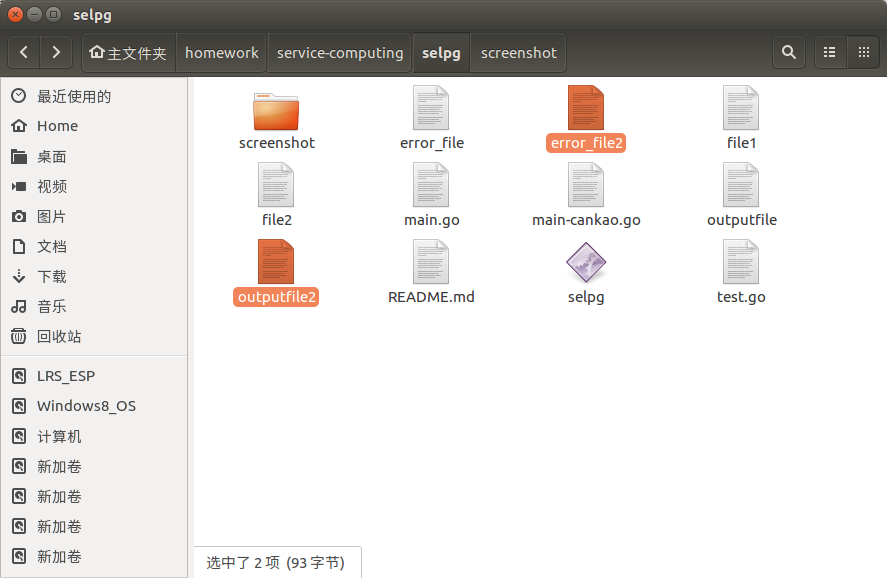 selpg
主文件夹 homework service-computing selpg screenshot
最近使用的
Home
桌面
视频
图片
文档
下载
音乐
回收站
LRS_ESP
Windows8_OS
计算机
新加卷
新加卷
新加卷
新加卷
screenshot error_file error_file2 file1
file2 main.go main-cankao.go outputfile
outputfile2 README.md selpg test.go
选中了 2 项 (93 字节)